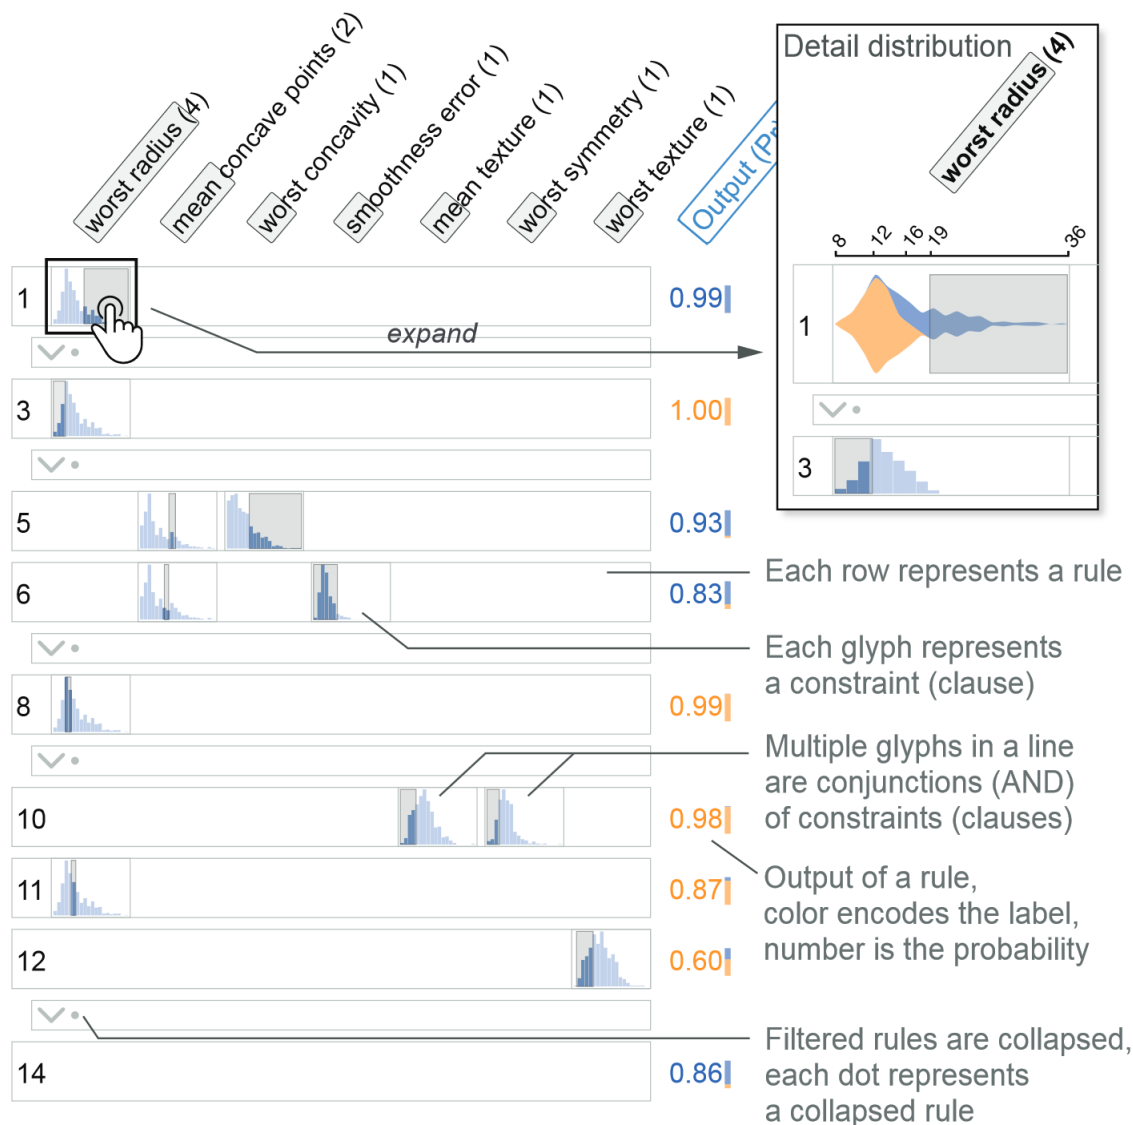 worst radius (4)
mean concave points (2)
worst concavity (1)
smoothness error (1)
mean texture (1)
worst symmetry (1)
worst texture (1)
Output (Pr)
Detail distribution
worst radius (4)
8 12 16 19 36
1
3
1 0.99
expand
3 1.00
5 0.93
6 0.83
8 0.99
10 0.98
11 0.87
12 0.60
14 0.86
Each row represents a rule
Each glyph represents
a constraint (clause)
Multiple glyphs in a line
are conjunctions (AND)
of constraints (clauses)
Output of a rule,
color encodes the label,
number is the probability
Filtered rules are collapsed,
each dot represents
a collapsed rule